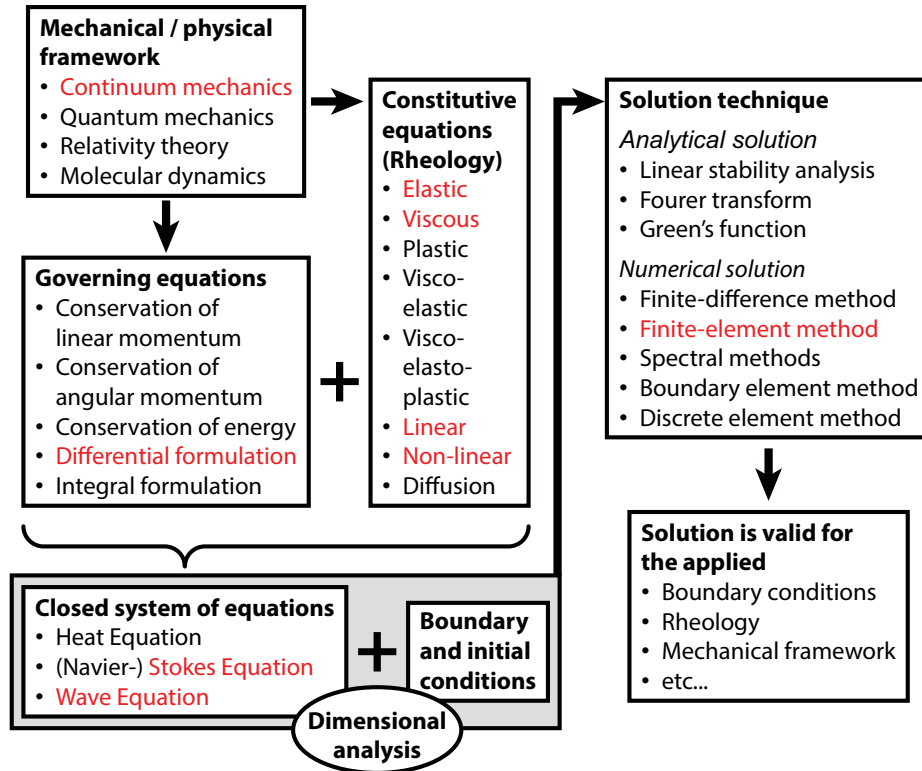 Mechanical / physical
framework
• Continuum mechanics
• Quantum mechanics
• Relativity theory
• Molecular dynamics
Governing equations
• Conservation of
linear momentum
• Conservation of
angular momentum
• Conservation of energy
• Differential formulation
• Integral formulation
+
Constitutive
equations
(Rheology)
• Elastic
• Viscous
• Plastic
• Visco-
elastic
• Visco-
elasto-
plastic
• Linear
• Non-linear
• Diffusion
Closed system of equations
• Heat Equation
• (Navier-) Stokes Equation
• Wave Equation
+
Boundary
and initial
conditions
Dimensional
analysis
Solution technique
Analytical solution
• Linear stability analysis
• Fourer transform
• Green's function
Numerical solution
• Finite-difference method
• Finite-element method
• Spectral methods
• Boundary element method
• Discrete element method
Solution is valid for
the applied
• Boundary conditions
• Rheology
• Mechanical framework
• etc...